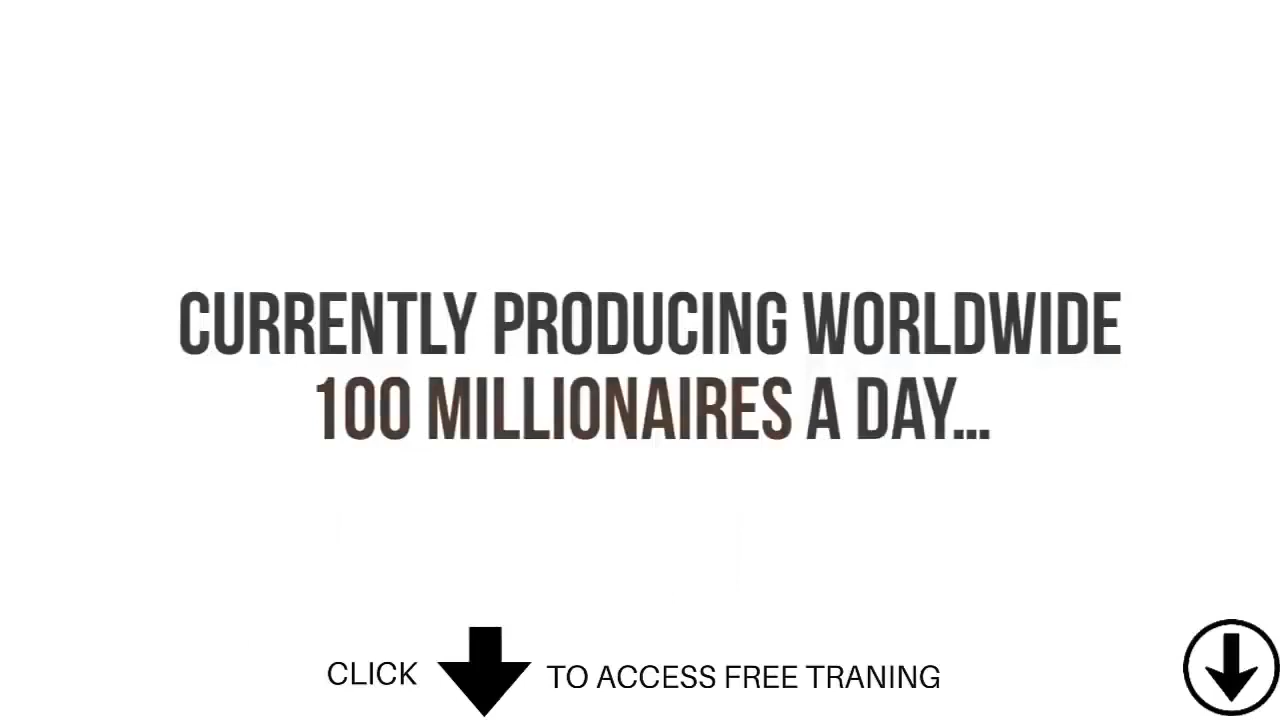 CURRENTLY PRODUCING WORLDWIDE
100 MILLIONAIRES A DAY...
CLICK TO ACCESS FREE TRANING